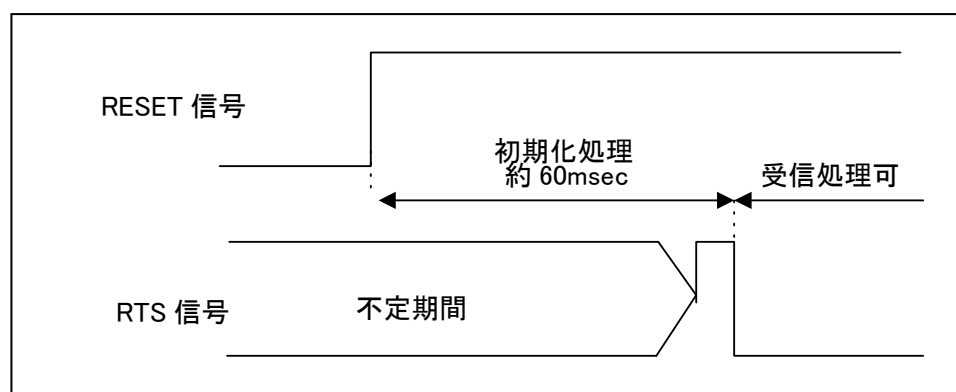 RESET 信号
初期化処理
約 60msec
受信処理可
RTS 信号
不定期間